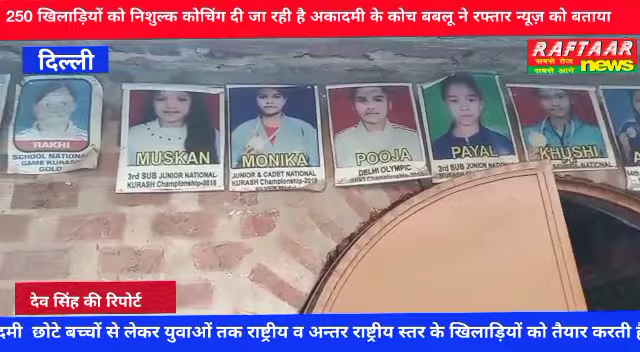 250 खिलाड़ियों को निशुल्क कोचिंग दी जा रही है अकादमी के कोच बबलू ने रफ्तार न्यूज़ को बताया
दिल्ली
RAFTAAR
सबसे तेज
सबसे आगे
news
RAKHI
SCHOOL NATIONAL
GAME KURASH
GOLD
MUSKAN
3rd SUB JUNIOR NATIONAL
KURASH Championship-2018
MONIKA
JUNIOR & CADET NATIONAL
KURASH Championship-2018
POOJA
DELHI OLYMPIC
PAYAL
3rd SUB JUNIOR NATIONAL
KHUSHI
देव सिंह की रिपोर्ट
दमी छोटे बच्चों से लेकर युवाओं तक राष्ट्रीय व अन्तर राष्ट्रीय स्तर के खिलाड़ियों को तैयार करती है